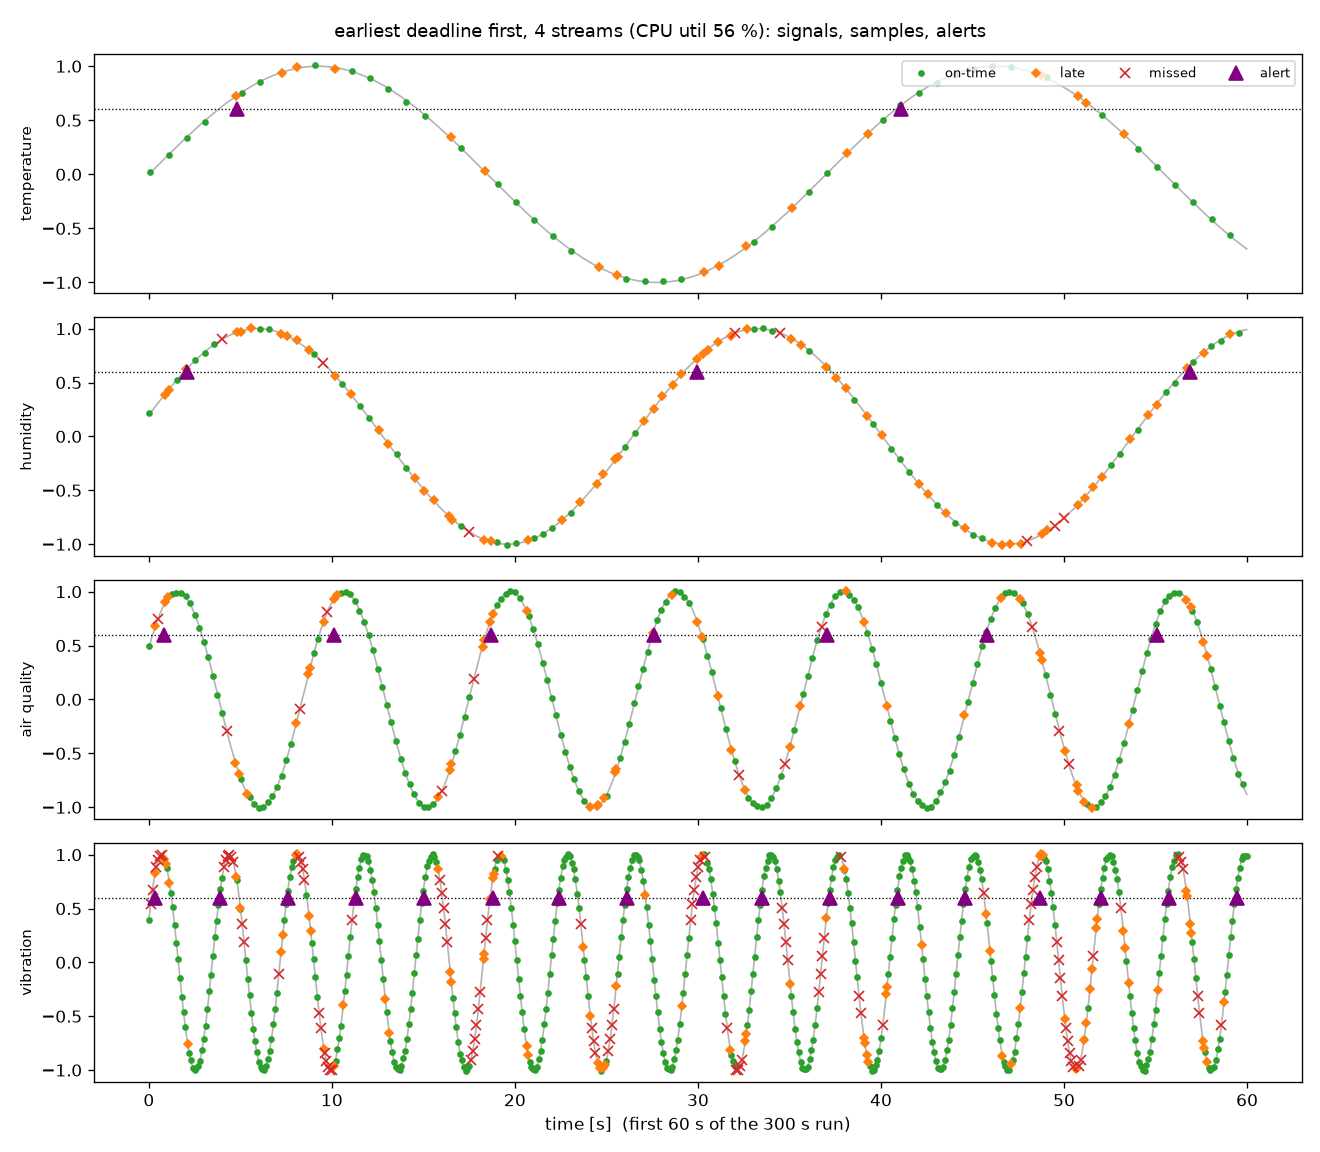 earliest deadline first, 4 streams (CPU util 56 %): signals, samples, alerts
on-time late missed alert
temperature
1.0
0.5
0.0
−0.5
−1.0
humidity
1.0
0.5
0.0
−0.5
−1.0
air quality
1.0
0.5
0.0
−0.5
−1.0
vibration
1.0
0.5
0.0
−0.5
−1.0
0 10 20 30 40 50 60
time [s]  (first 60 s of the 300 s run)